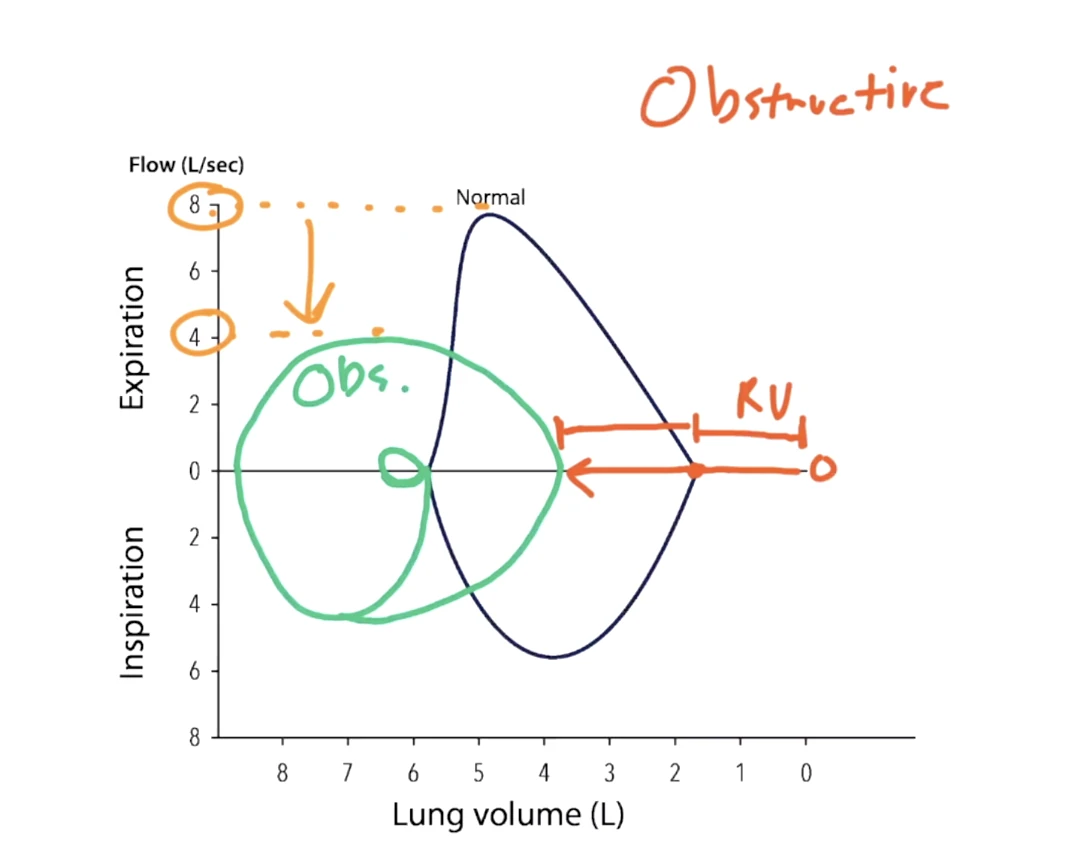 Obstructive
Flow (L/sec)
Normal
8
6
4
2
0
2
4
6
8
Expiration
Inspiration
Obs.
RV
0
8 7 6 5 4 3 2 1 0
Lung volume (L)